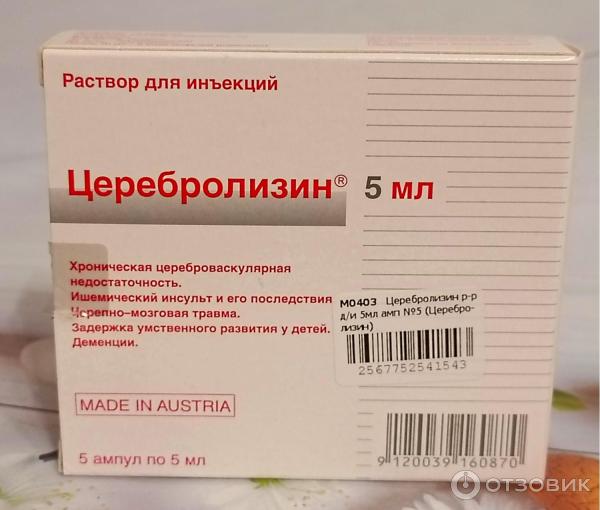 Раствор для инъекций
Церебролизин® 5 мл
Хроническая цереброваскулярная
недостаточность.
Ишемический инсульт и его последствия
Черепно-мозговая травма.
Задержка умственного развития у детей.
Деменции.
M0403 Церебролизин р-р
д/и 5мл амп №5 (Церебро-
лизин)
2567752541543
MADE IN AUSTRIA
5 ампул по 5 мл
9 120039 160870
ОТЗОВИК